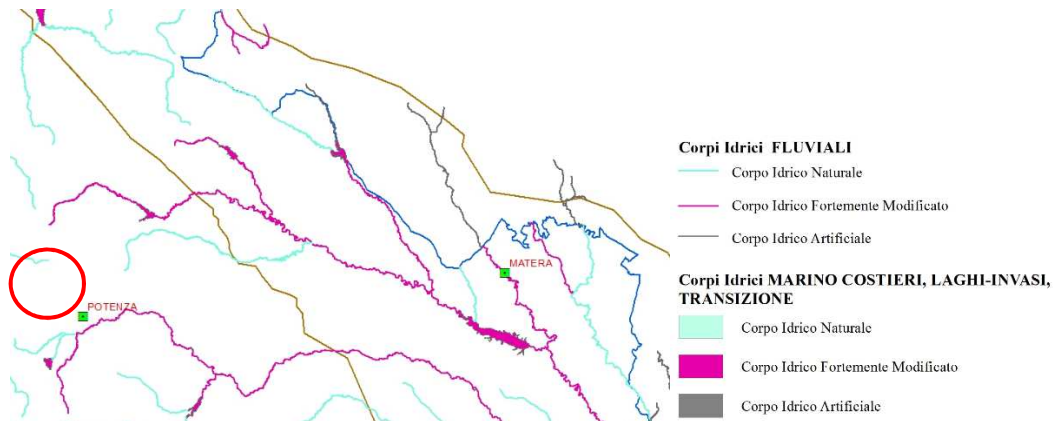 MATERA
POTENZA
Corpi Idrici FLUVIALI
Corpo Idrico Naturale
Corpo Idrico Fortemente Modificato
Corpo Idrico Artificiale
Corpi Idrici MARINO COSTIERI, LAGHI-INVASI,
TRANSIZIONE
Corpo Idrico Naturale
Corpo Idrico Fortemente Modificato
Corpo Idrico Artificiale